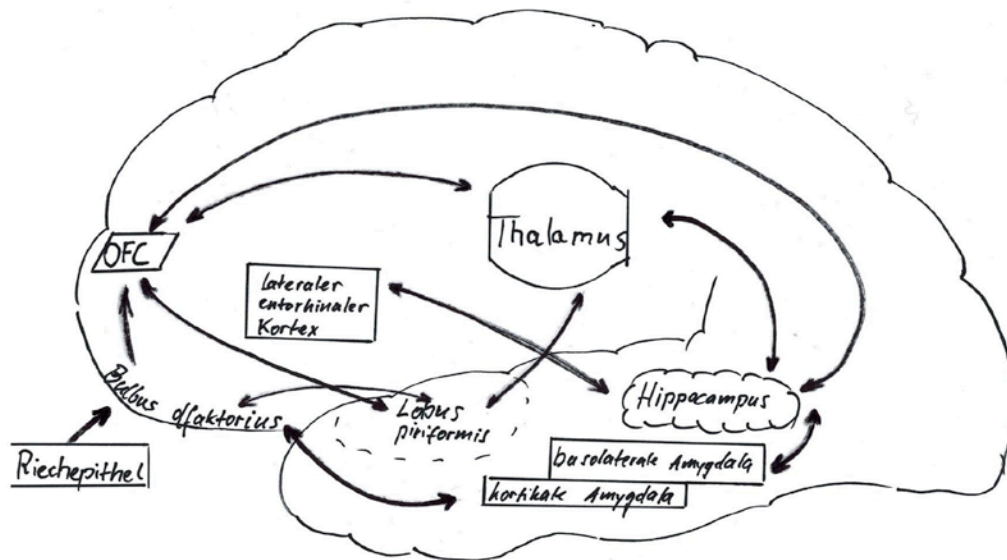 OFC
Thalamus
lateraler
entorhinaler
Kortex
Bulbus olfaktorius
Lobus
piriformis
Hippocampus
Riechepithel
basolaterale Amygdala
kortikale Amygdala